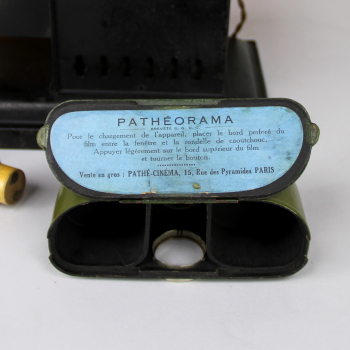 PATHÉORAMA
BREVETÉ S. G. D. G.
Pour le chargement de l'appareil, placer le bord perforé du
film entre la fenêtre et la rondelle de caoutchouc.
Appuyer légèrement sur le bord supérieur du film
et tourner le bouton.
Vente en gros : PATHÉ-CINÉMA, 15, Rue des Pyramides PARIS